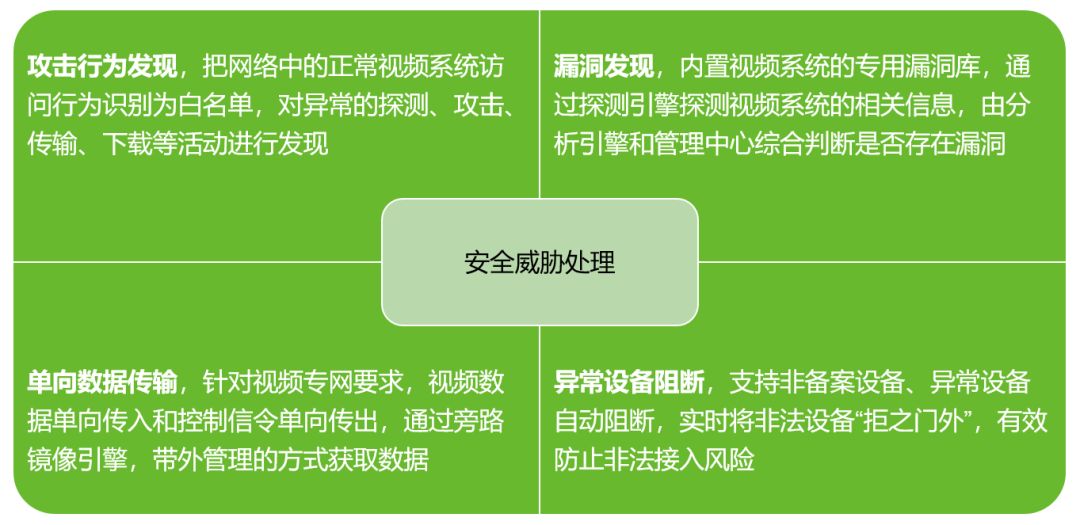 攻击行为发现，把网络中的正常视频系统访
问行为识别为白名单，对异常的探测、攻击、
传输、下载等活动进行发现
漏洞发现，内置视频系统的专用漏洞库，通
过探测引擎探测视频系统的相关信息，由分
析引擎和管理中心综合判断是否存在漏洞
安全威胁处理
单向数据传输，针对视频专网要求，视频数
据单向传入和控制信令单向传出，通过旁路
镜像引擎，带外管理的方式获取数据
异常设备阻断，支持非备案设备、异常设备
自动阻断，实时将非法设备“拒之门外”，有效
防止非法接入风险